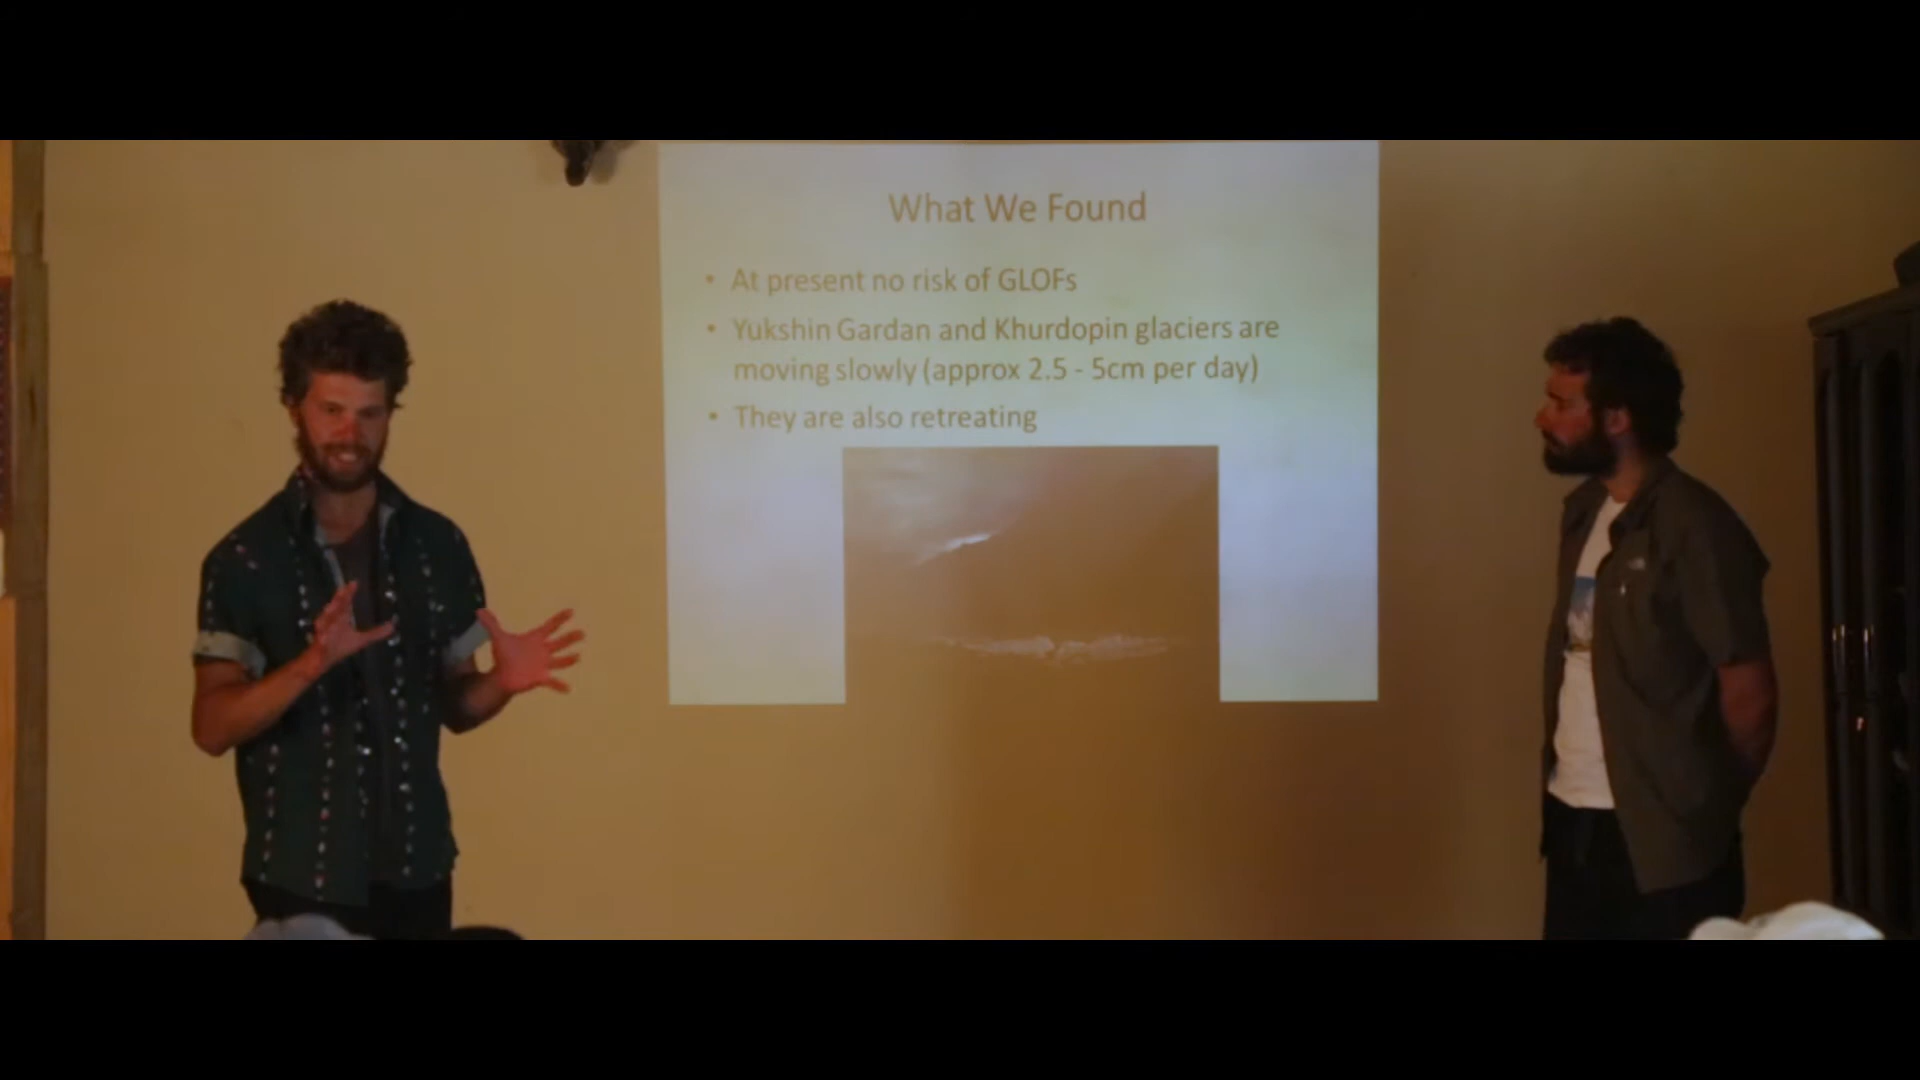 What We Found
• At present no risk of GLOFs
• Yukshin Gardan and Khurdopin glaciers are
moving slowly (approx 2.5 - 5cm per day)
• They are also retreating